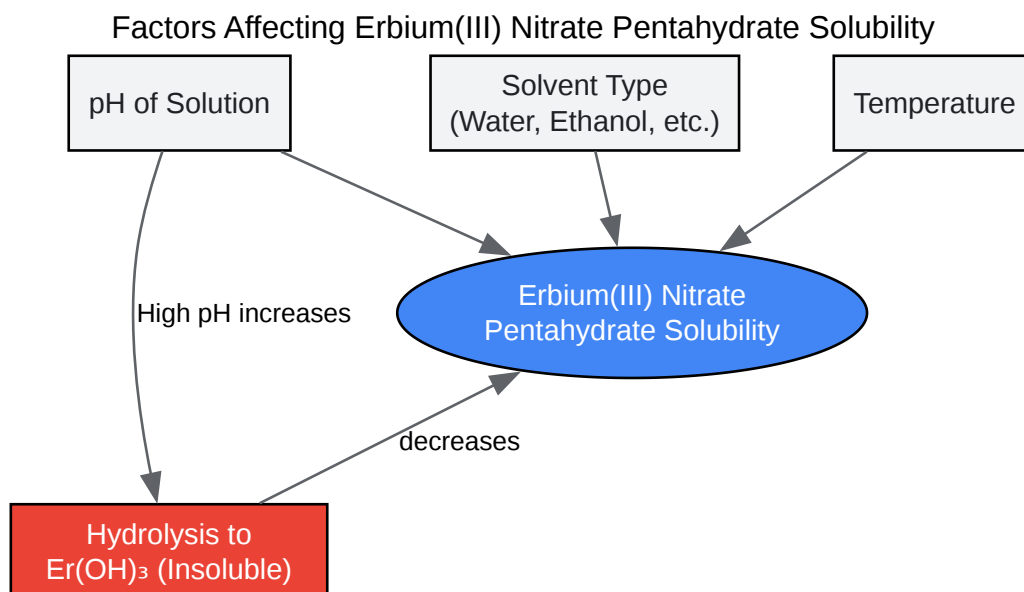 Factors Affecting Erbium(III) Nitrate Pentahydrate Solubility
pH of Solution
Solvent Type
(Water, Ethanol, etc.)
Temperature
Erbium(III) Nitrate
Pentahydrate Solubility
High pH increases
decreases
Hydrolysis to
Er(OH)₃ (Insoluble)